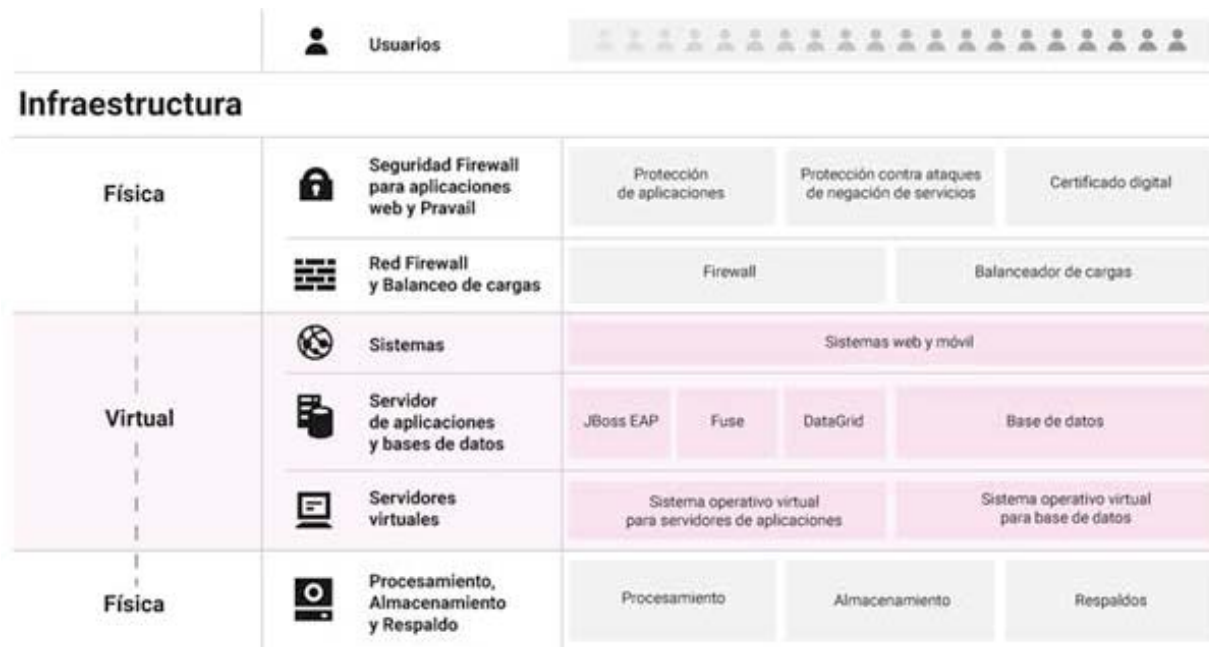 Usuarios
Infraestructura
Física
Seguridad Firewall
para aplicaciones
web y Pravail
Protección
de aplicaciones
Protección contra ataques
de negación de servicios
Certificado digital
Red Firewall
y Balanceo de cargas
Firewall
Balanceador de cargas
Virtual
Sistemas
Sistemas web y móvil
Servidor
de aplicaciones
y bases de datos
JBoss EAP
Fuse
DataGrid
Base de datos
Servidores
virtuales
Sistema operativo virtual
para servidores de aplicaciones
Sistema operativo virtual
para base de datos
Física
Procesamiento,
Almacenamiento
y Respaldo
Procesamiento
Almacenamiento
Respaldos